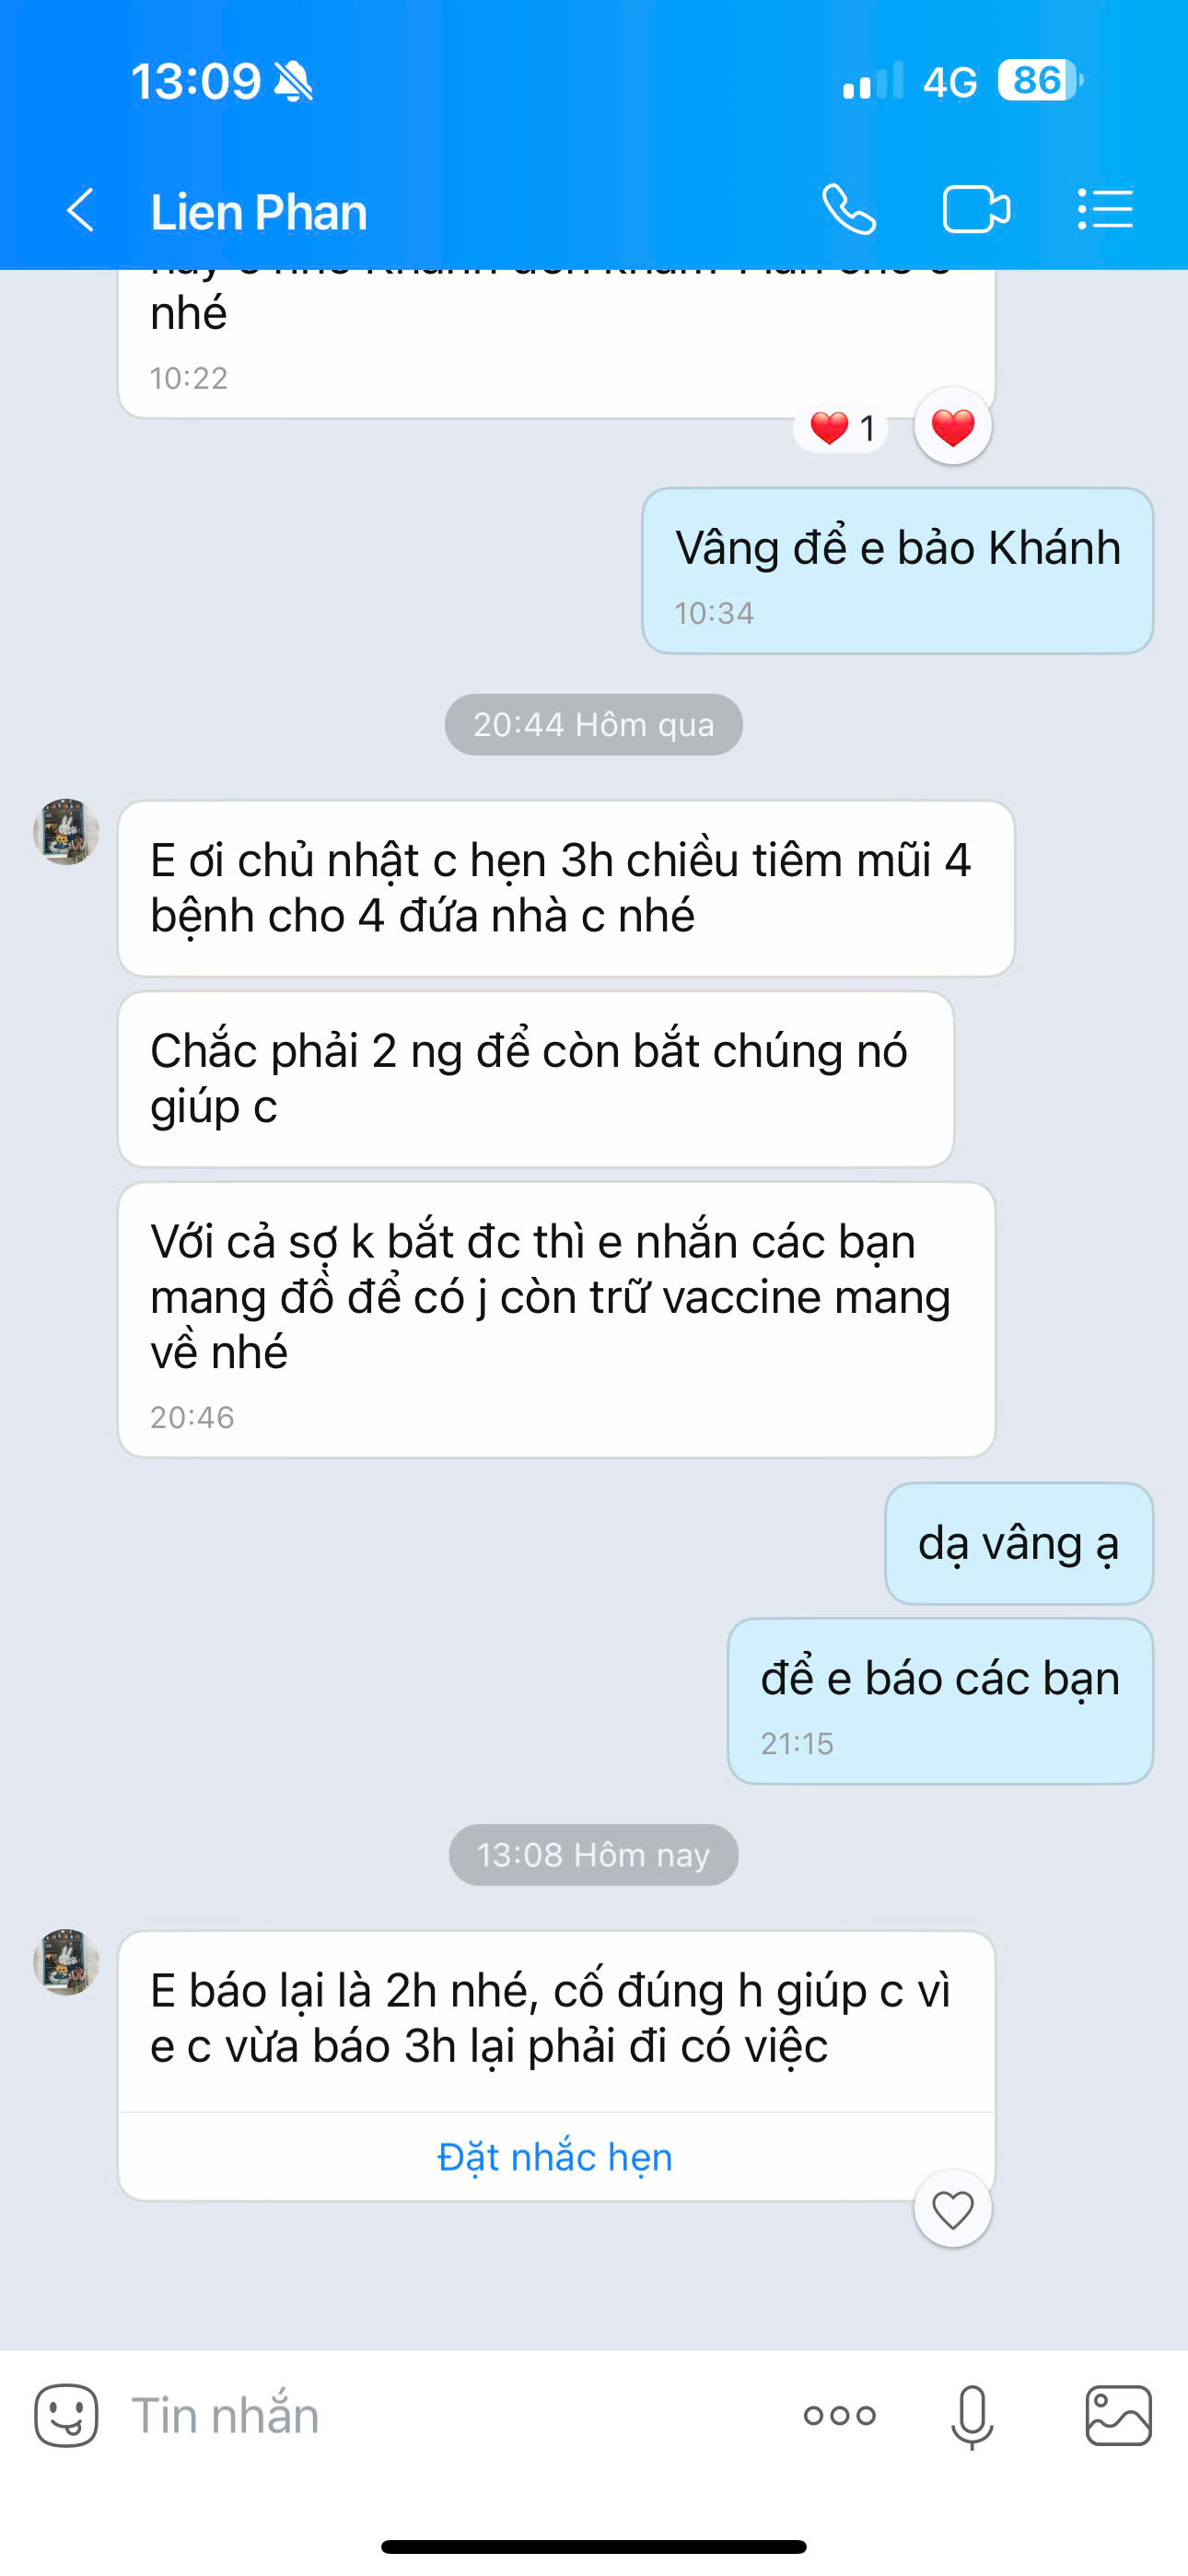 13:09
4G 86
Lien Phan
nhé
10:22
1
Vâng để e bảo Khánh
10:34
20:44 Hôm qua
E ơi chủ nhật c hẹn 3h chiều tiêm mũi 4
bệnh cho 4 đứa nhà c nhé
Chắc phải 2 ng để còn bắt chúng nó
giúp c
Với cả sợ k bắt đc thì e nhắn các bạn
mang đồ để có j còn trữ vaccine mang
về nhé
20:46
dạ vâng ạ
để e báo các bạn
21:15
13:08 Hôm nay
E báo lại là 2h nhé, cố đúng h giúp c vì
e c vừa báo 3h lại phải đi có việc
Đặt nhắc hẹn
Tin nhắn